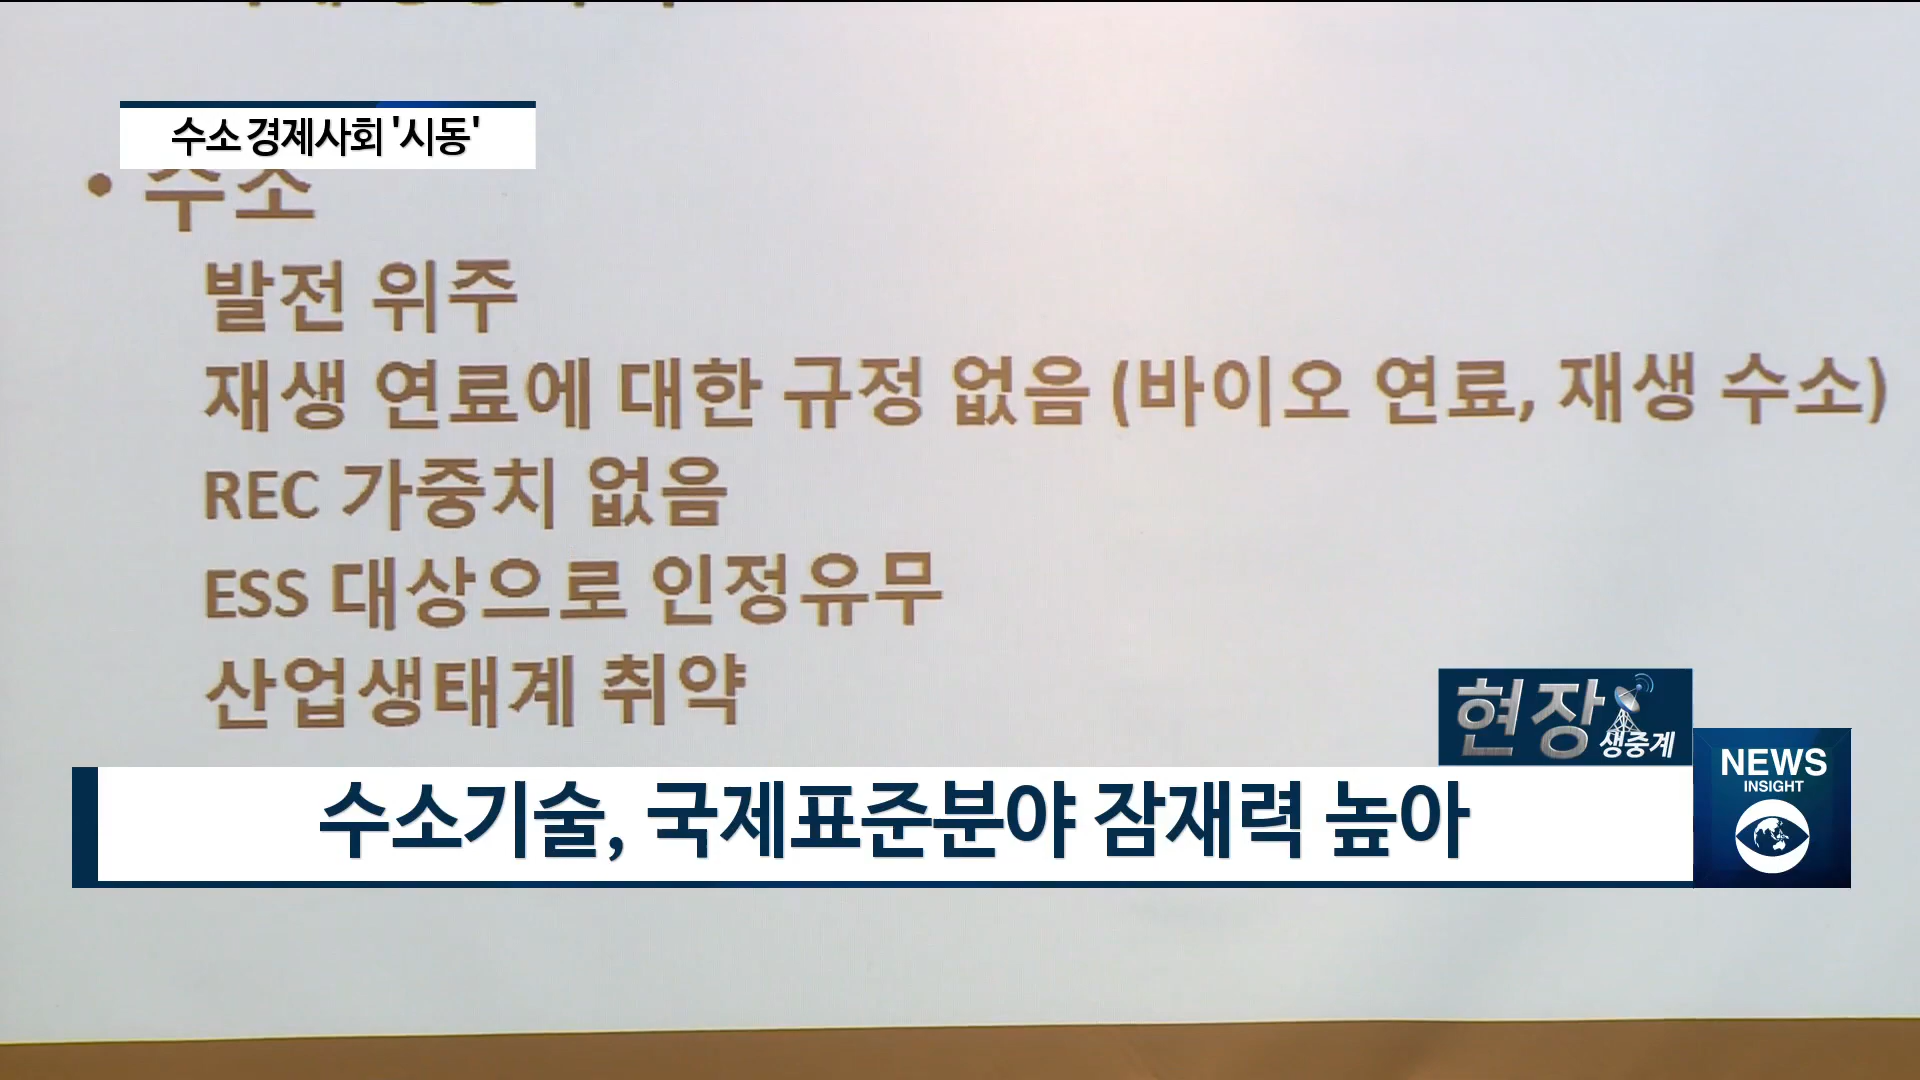 수소 경제사회 '시동'
• 수소
발전 위주
재생 연료에 대한 규정 없음 (바이오 연료, 재생 수소)
REC 가중치 없음
ESS 대상으로 인정유무
산업생태계 취약
현장 생중계
수소기술, 국제표준분야 잠재력 높아
NEWS
INSIGHT